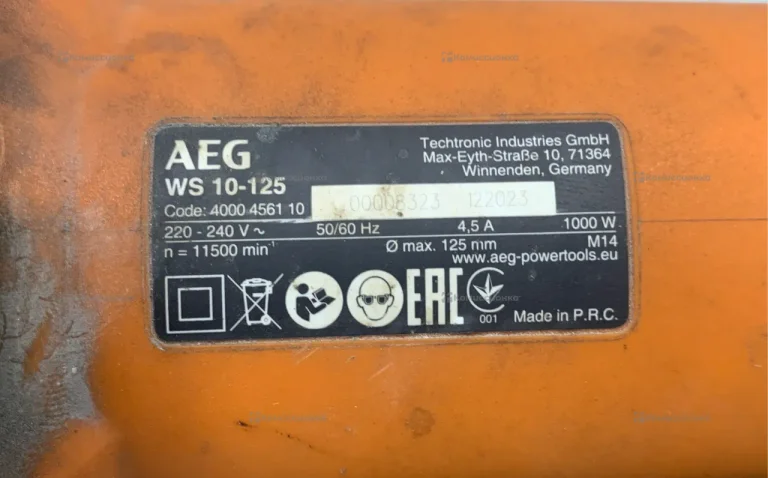 AEG
WS 10-125
Code: 4000 4561 10
00008323 122023
Techtronic Industries GmbH
Max-Eyth-Straße 10, 71364
Winnenden, Germany
220 - 240 V ~ 50/60 Hz 4,5 A 1000 W
n = 11500 min⁻¹ Ø max. 125 mm M14
www.aeg-powertools.eu
EAC
001
Made in P.R.C.